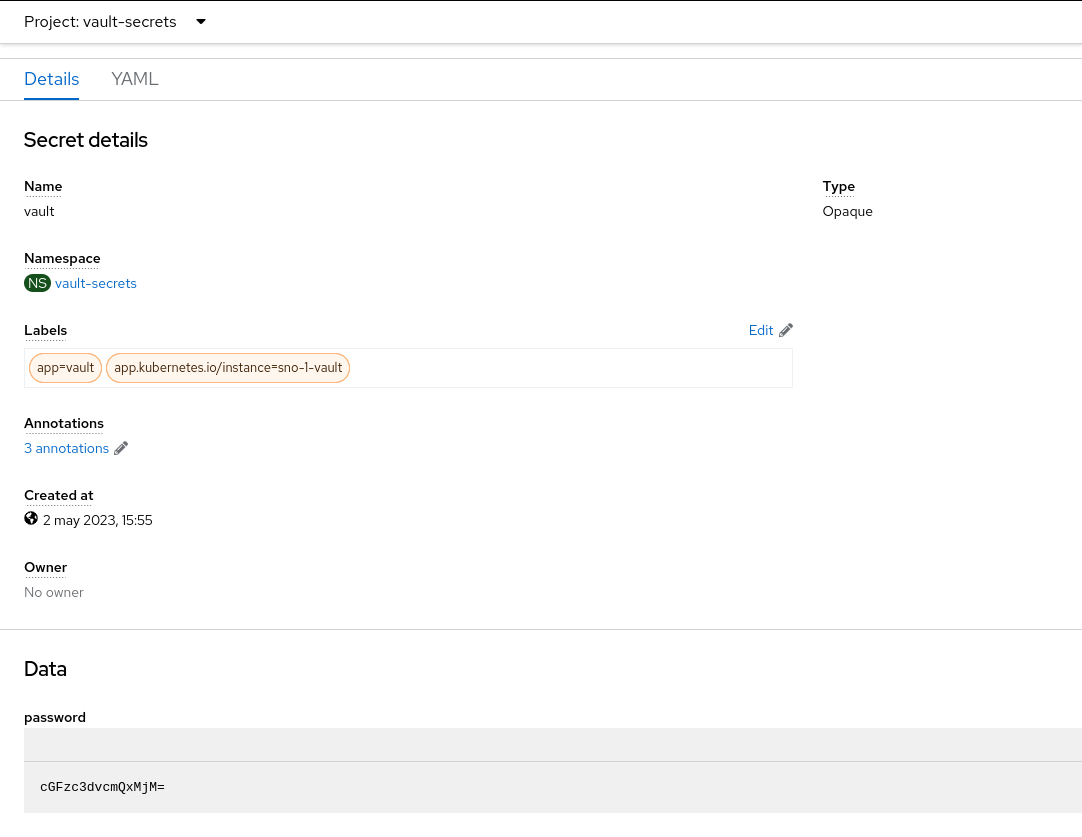 Project: vault-secrets
Details YAML
Secret details
Name
vault
Type
Opaque
Namespace
NS vault-secrets
Labels
Edit
app=vault app.kubernetes.io/instance=sno-1-vault
Annotations
3 annotations
Created at
2 may 2023, 15:55
Owner
No owner
Data
password
cGFzc3dvcmQxMjM=